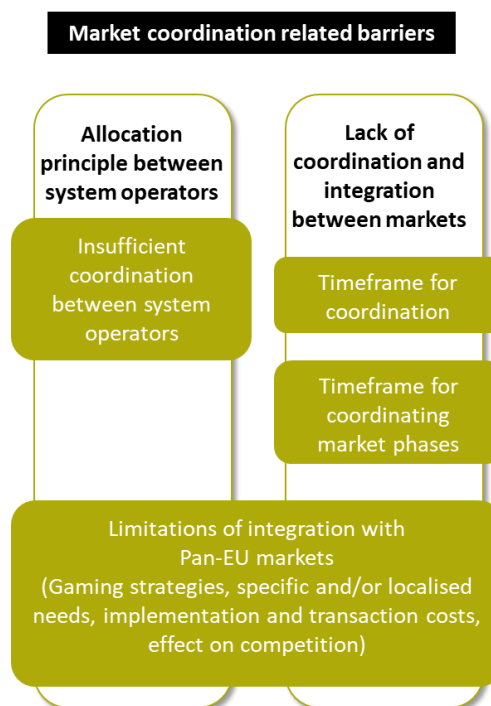 Market coordination related barriers
Allocation
principle between
system operators
Insufficient
coordination
between system
operators
Lack of
coordination and
integration
between markets
Timeframe for
coordination
Timeframe for
coordinating
market phases
Limitations of integration with
Pan-EU markets
(Gaming strategies, specific and/or localised
needs, implementation and transaction costs,
effect on competition)